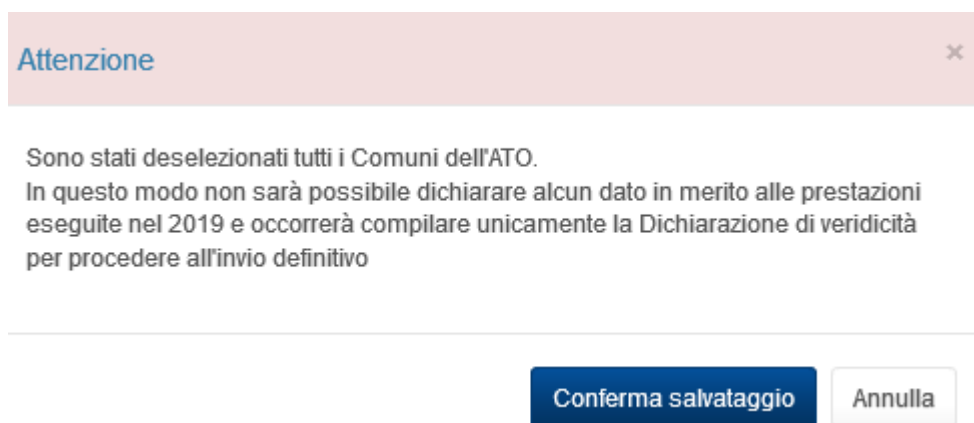 Attenzione
×
Sono stati deselezionati tutti i Comuni dell'ATO.
In questo modo non sarà possibile dichiarare alcun dato in merito alle prestazioni
eseguite nel 2019 e occorrerà compilare unicamente la Dichiarazione di veridicità
per procedere all'invio definitivo
Conferma salvataggio Annulla